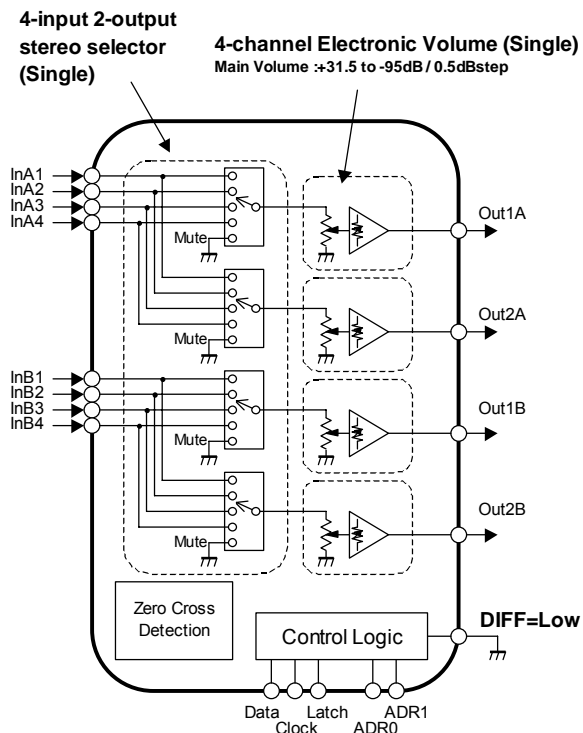 4-input 2-output
stereo selector
(Single)
4-channel Electronic Volume (Single)
Main Volume :+31.5 to -95dB / 0.5dBstep
InA1
InA2
InA3
InA4
Mute
Out1A
Mute
Out2A
InB1
InB2
InB3
InB4
Mute
Out1B
Mute
Out2B
Zero Cross
Detection
Control Logic
DIFF=Low
Data
Clock
Latch
ADR0
ADR1